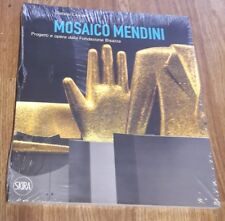 MOSAICO MENDINI
Progetti e opere dalla Fondazione Bisazza
SKIRA